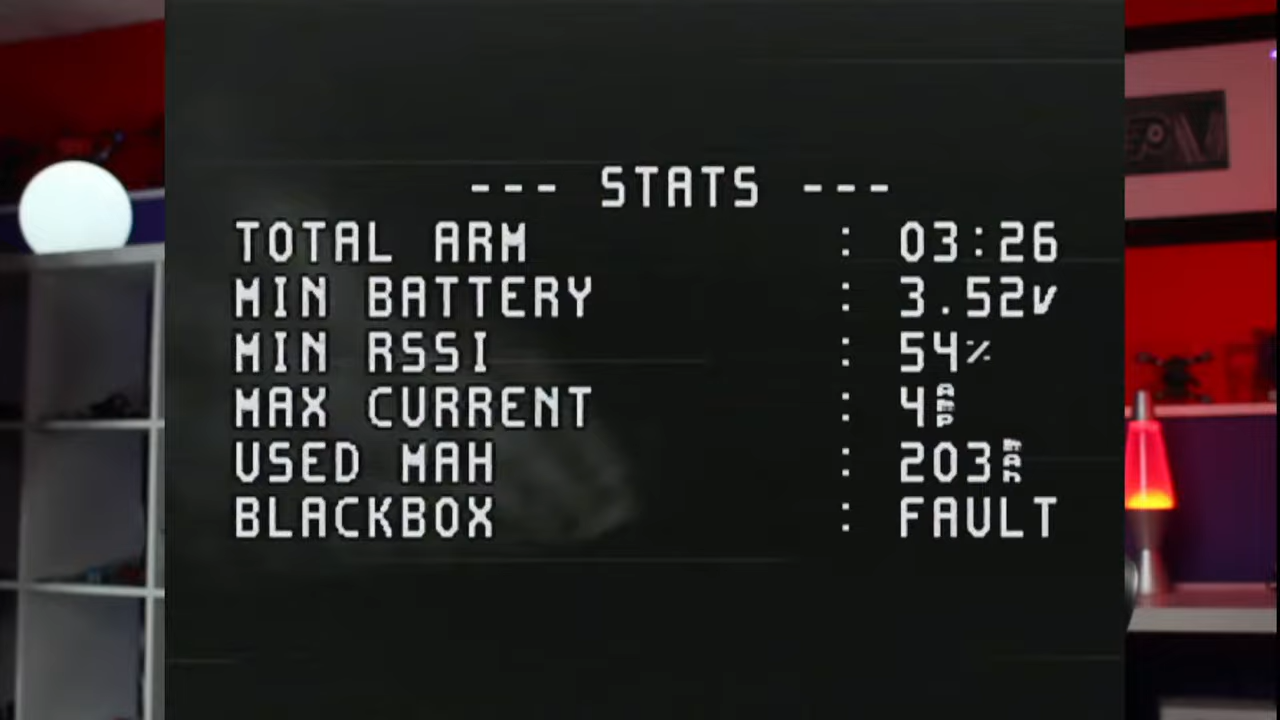 --- STATS ---
TOTAL ARM : 03:26
MIN BATTERY : 3.52V
MIN RSSI : 54%
MAX CURRENT : 4AMP
USED MAH : 203mAh
BLACKBOX : FAULT